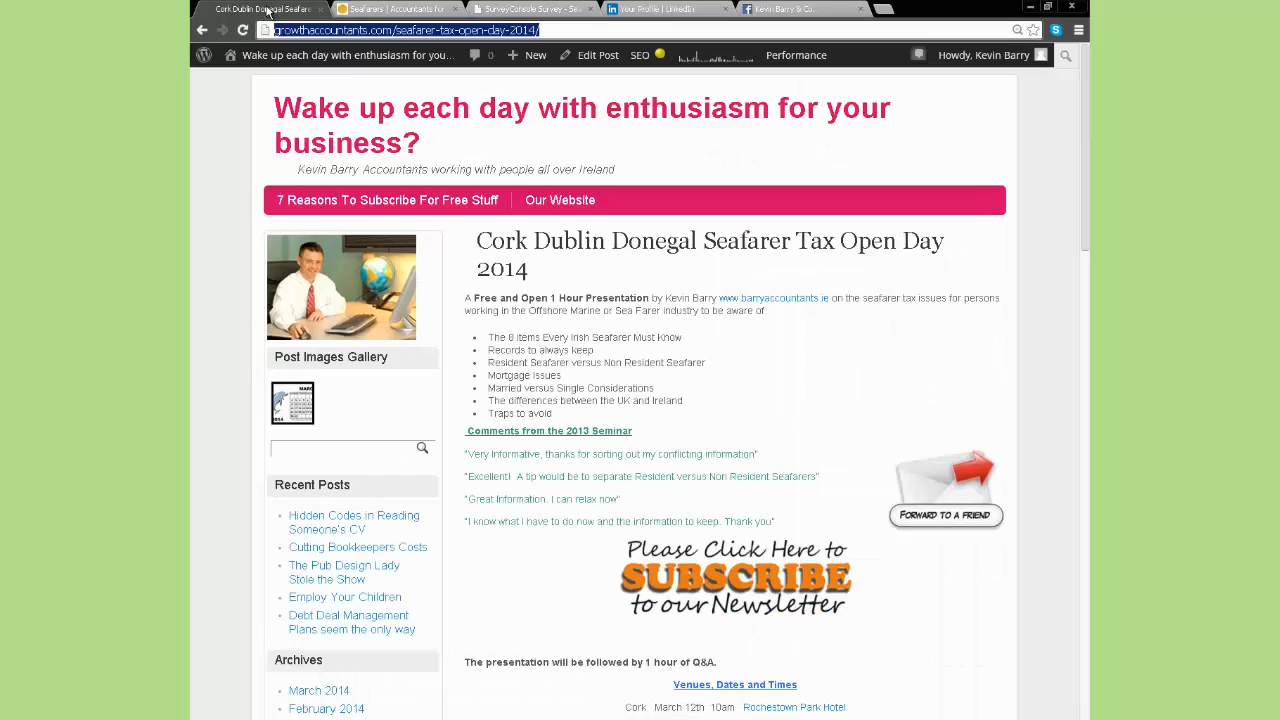 Cork Dublin Donegal Seafare
Seafarers | Accountants for
SurveyConsole Survey - Sea
Your Profile | LinkedIn
Kevin Barry & Co.
growthaccountants.com/seafarer-tax-open-day-2014/
Wake up each day with enthusiasm for you...
0
New
Edit Post
SEO
Performance
Howdy, Kevin Barry
Wake up each day with enthusiasm for your
business?
Kevin Barry Accountants working with people all over Ireland
7 Reasons To Subscribe For Free Stuff
Our Website
Cork Dublin Donegal Seafarer Tax Open Day
2014
A Free and Open 1 Hour Presentation by Kevin Barry www.barryaccountants.ie on the seafarer tax issues for persons
working in the Offshore Marine or Sea Farer Industry to be aware of.
The 8 items Every Irish Seafarer Must Know
Records to always keep
Resident Seafarer versus Non Resident Seafarer
Mortgage Issues
Married versus Single Considerations
The differences between the UK and Ireland
Traps to avoid
Comments from the 2013 Seminar
"Very Informative, thanks for sorting out my conflicting information"
"Excellent! A tip would be to separate Resident versus Non Resident Seafarers"
"Great Information. I can relax now"
"I know what I have to do now and the information to keep. Thank you"
FORWARD TO A FRIEND
Please Click Here to
SUBSCRIBE
to our Newsletter
The presentation will be followed by 1 hour of Q&A.
Venues, Dates and Times
Cork March 12th 10am Rochestown Park Hotel
Post Images Gallery
Recent Posts
Hidden Codes in Reading
Someone's CV
Cutting Bookkeepers Costs
The Pub Design Lady
Stole the Show
Employ Your Children
Debt Deal Management
Plans seem the only way
Archives
March 2014
February 2014